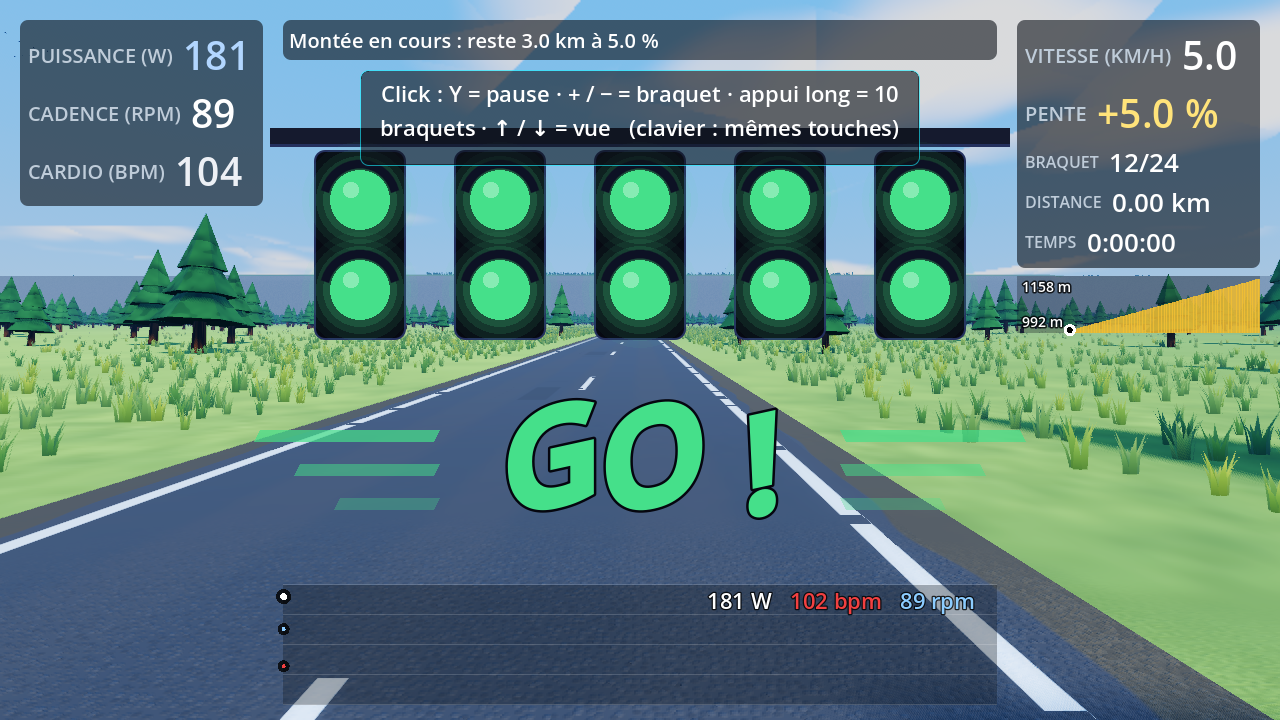 PUISSANCE (W) 181
CADENCE (RPM) 89
CARDIO (BPM) 104
Montée en cours : reste 3.0 km à 5.0 %
Click : Y = pause · + / − = braquet · appui long = 10
braquets · ↑ / ↓ = vue (clavier : mêmes touches)
VITESSE (KM/H) 5.0
PENTE +5.0 %
BRAQUET 12/24
DISTANCE 0.00 km
TEMPS 0:00:00
1158 m
992 m
GO !
181 W 102 bpm 89 rpm